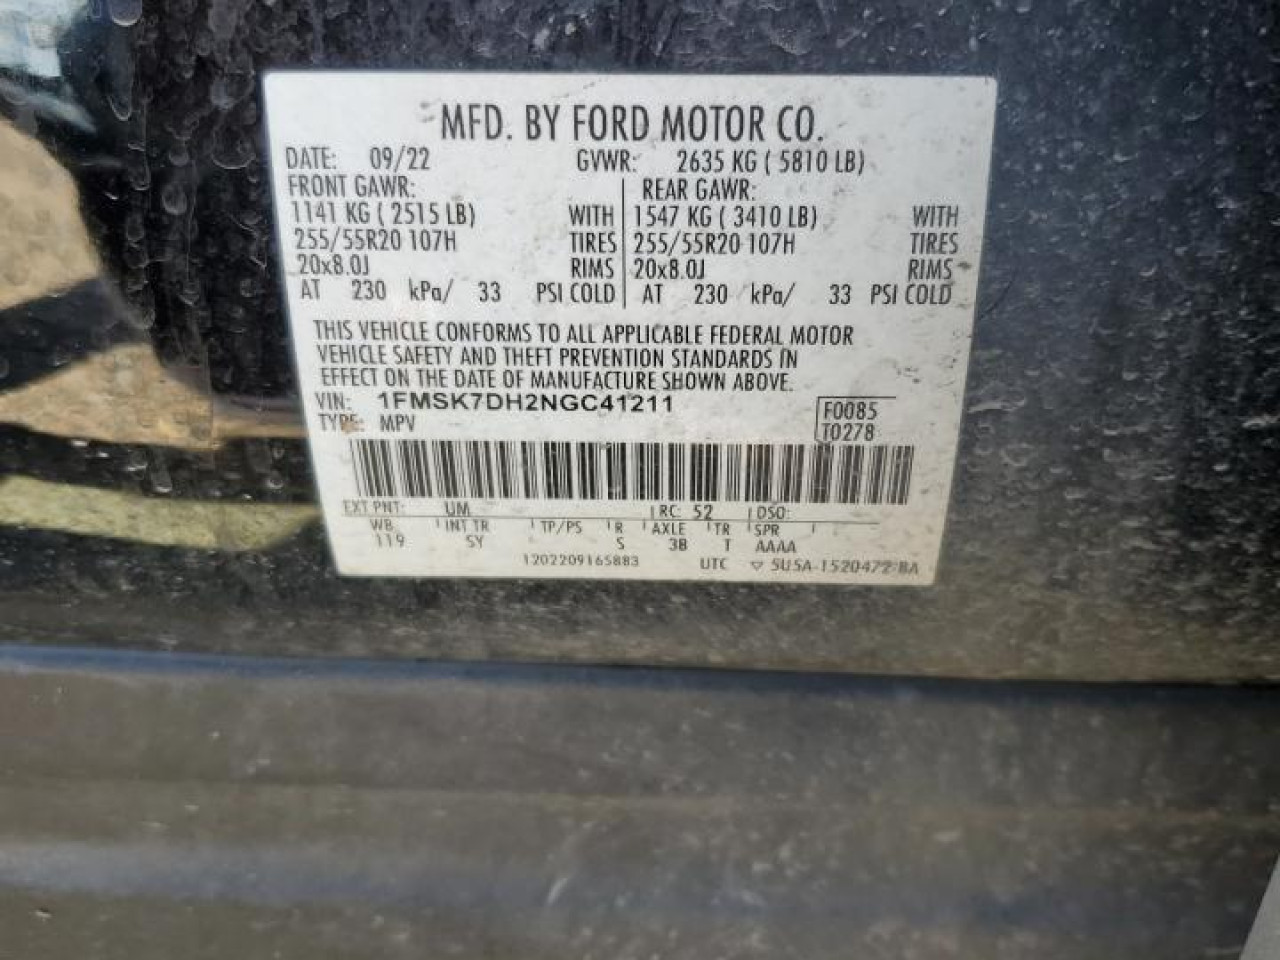 MFD. BY FORD MOTOR CO.
DATE: 09/22 GVWR: 2635 KG ( 5810 LB)
FRONT GAWR: REAR GAWR:
1141 KG ( 2515 LB) WITH 1547 KG ( 3410 LB) WITH
255/55R20 107H TIRES 255/55R20 107H TIRES
20x8.0J RIMS 20x8.0J RIMS
AT 230 kPa/ 33 PSI COLD AT 230 kPa/ 33 PSI COLD
THIS VEHICLE CONFORMS TO ALL APPLICABLE FEDERAL MOTOR
VEHICLE SAFETY AND THEFT PREVENTION STANDARDS IN
EFFECT ON THE DATE OF MANUFACTURE SHOWN ABOVE.
VIN: 1FMSK7DH2NGC41211 F0085
TYPE: MPV T0278
EXT PNT: UM RC: 52 DSO:
WB INT TR TP/PS R AXLE TR SPR
119 SY S 3B T AAAA
1202209165883 UTC ▽ 5U5A-1520472-BA